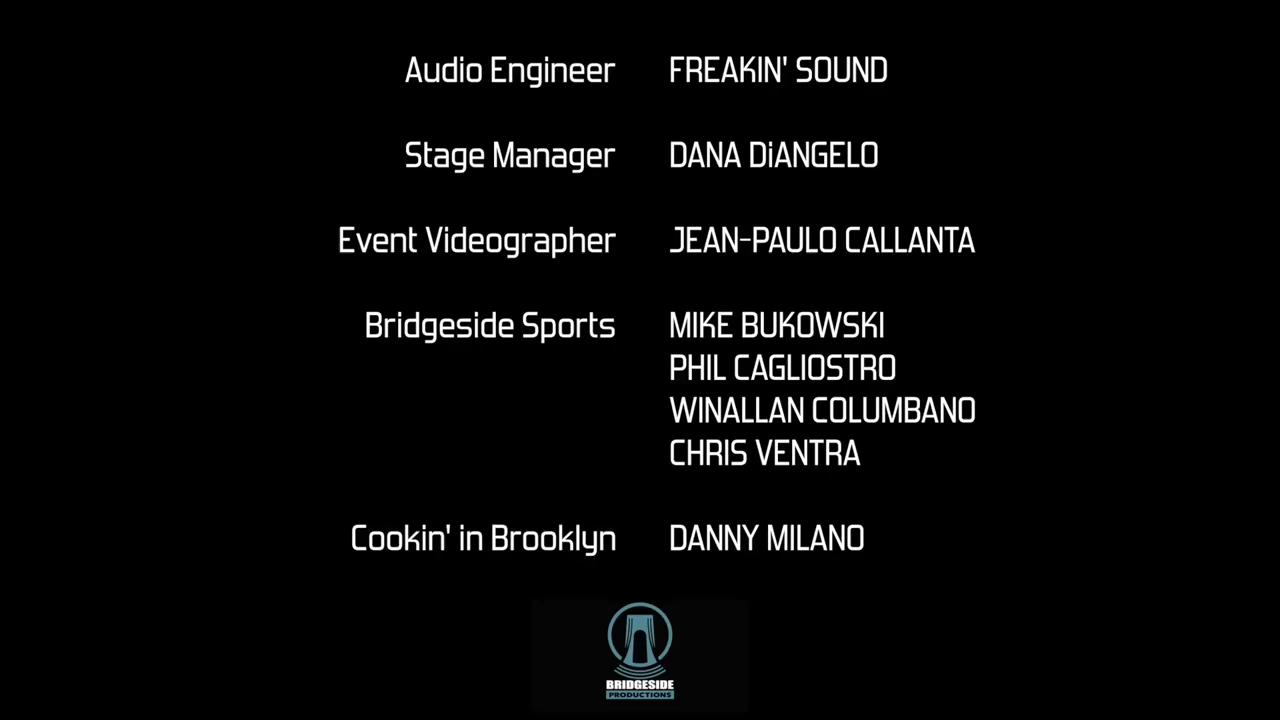 Audio Engineer FREAKIN' SOUND
Stage Manager DANA DiANGELO
Event Videographer JEAN-PAULO CALLANTA
Bridgeside Sports MIKE BUKOWSKI
PHIL CAGLIOSTRO
WINALLAN COLUMBANO
CHRIS VENTRA
Cookin' in Brooklyn DANNY MILANO
BRIDGESIDE
PRODUCTIONS